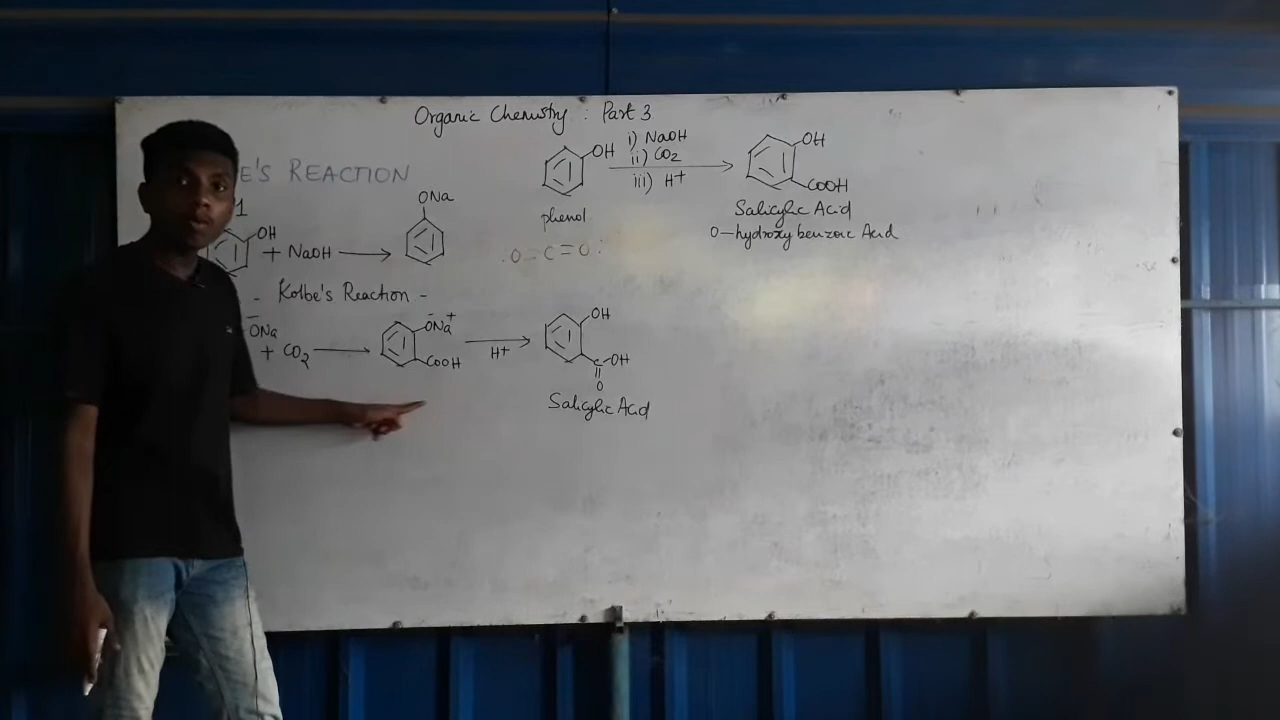 Organic Chemistry : Part 3
E'S REACTION
1
OH + NaOH
ONa
OH
i) NaOH
ii) CO2
iii) H+
OH
COOH
phenol
Salicylic Acid
O-hydroxy benzoic Acid
O-C=O:
- Kolbe's Reaction -
ONa + CO2
ONa+
COOH
H+
OH
C-OH
O
Salicylic Acid